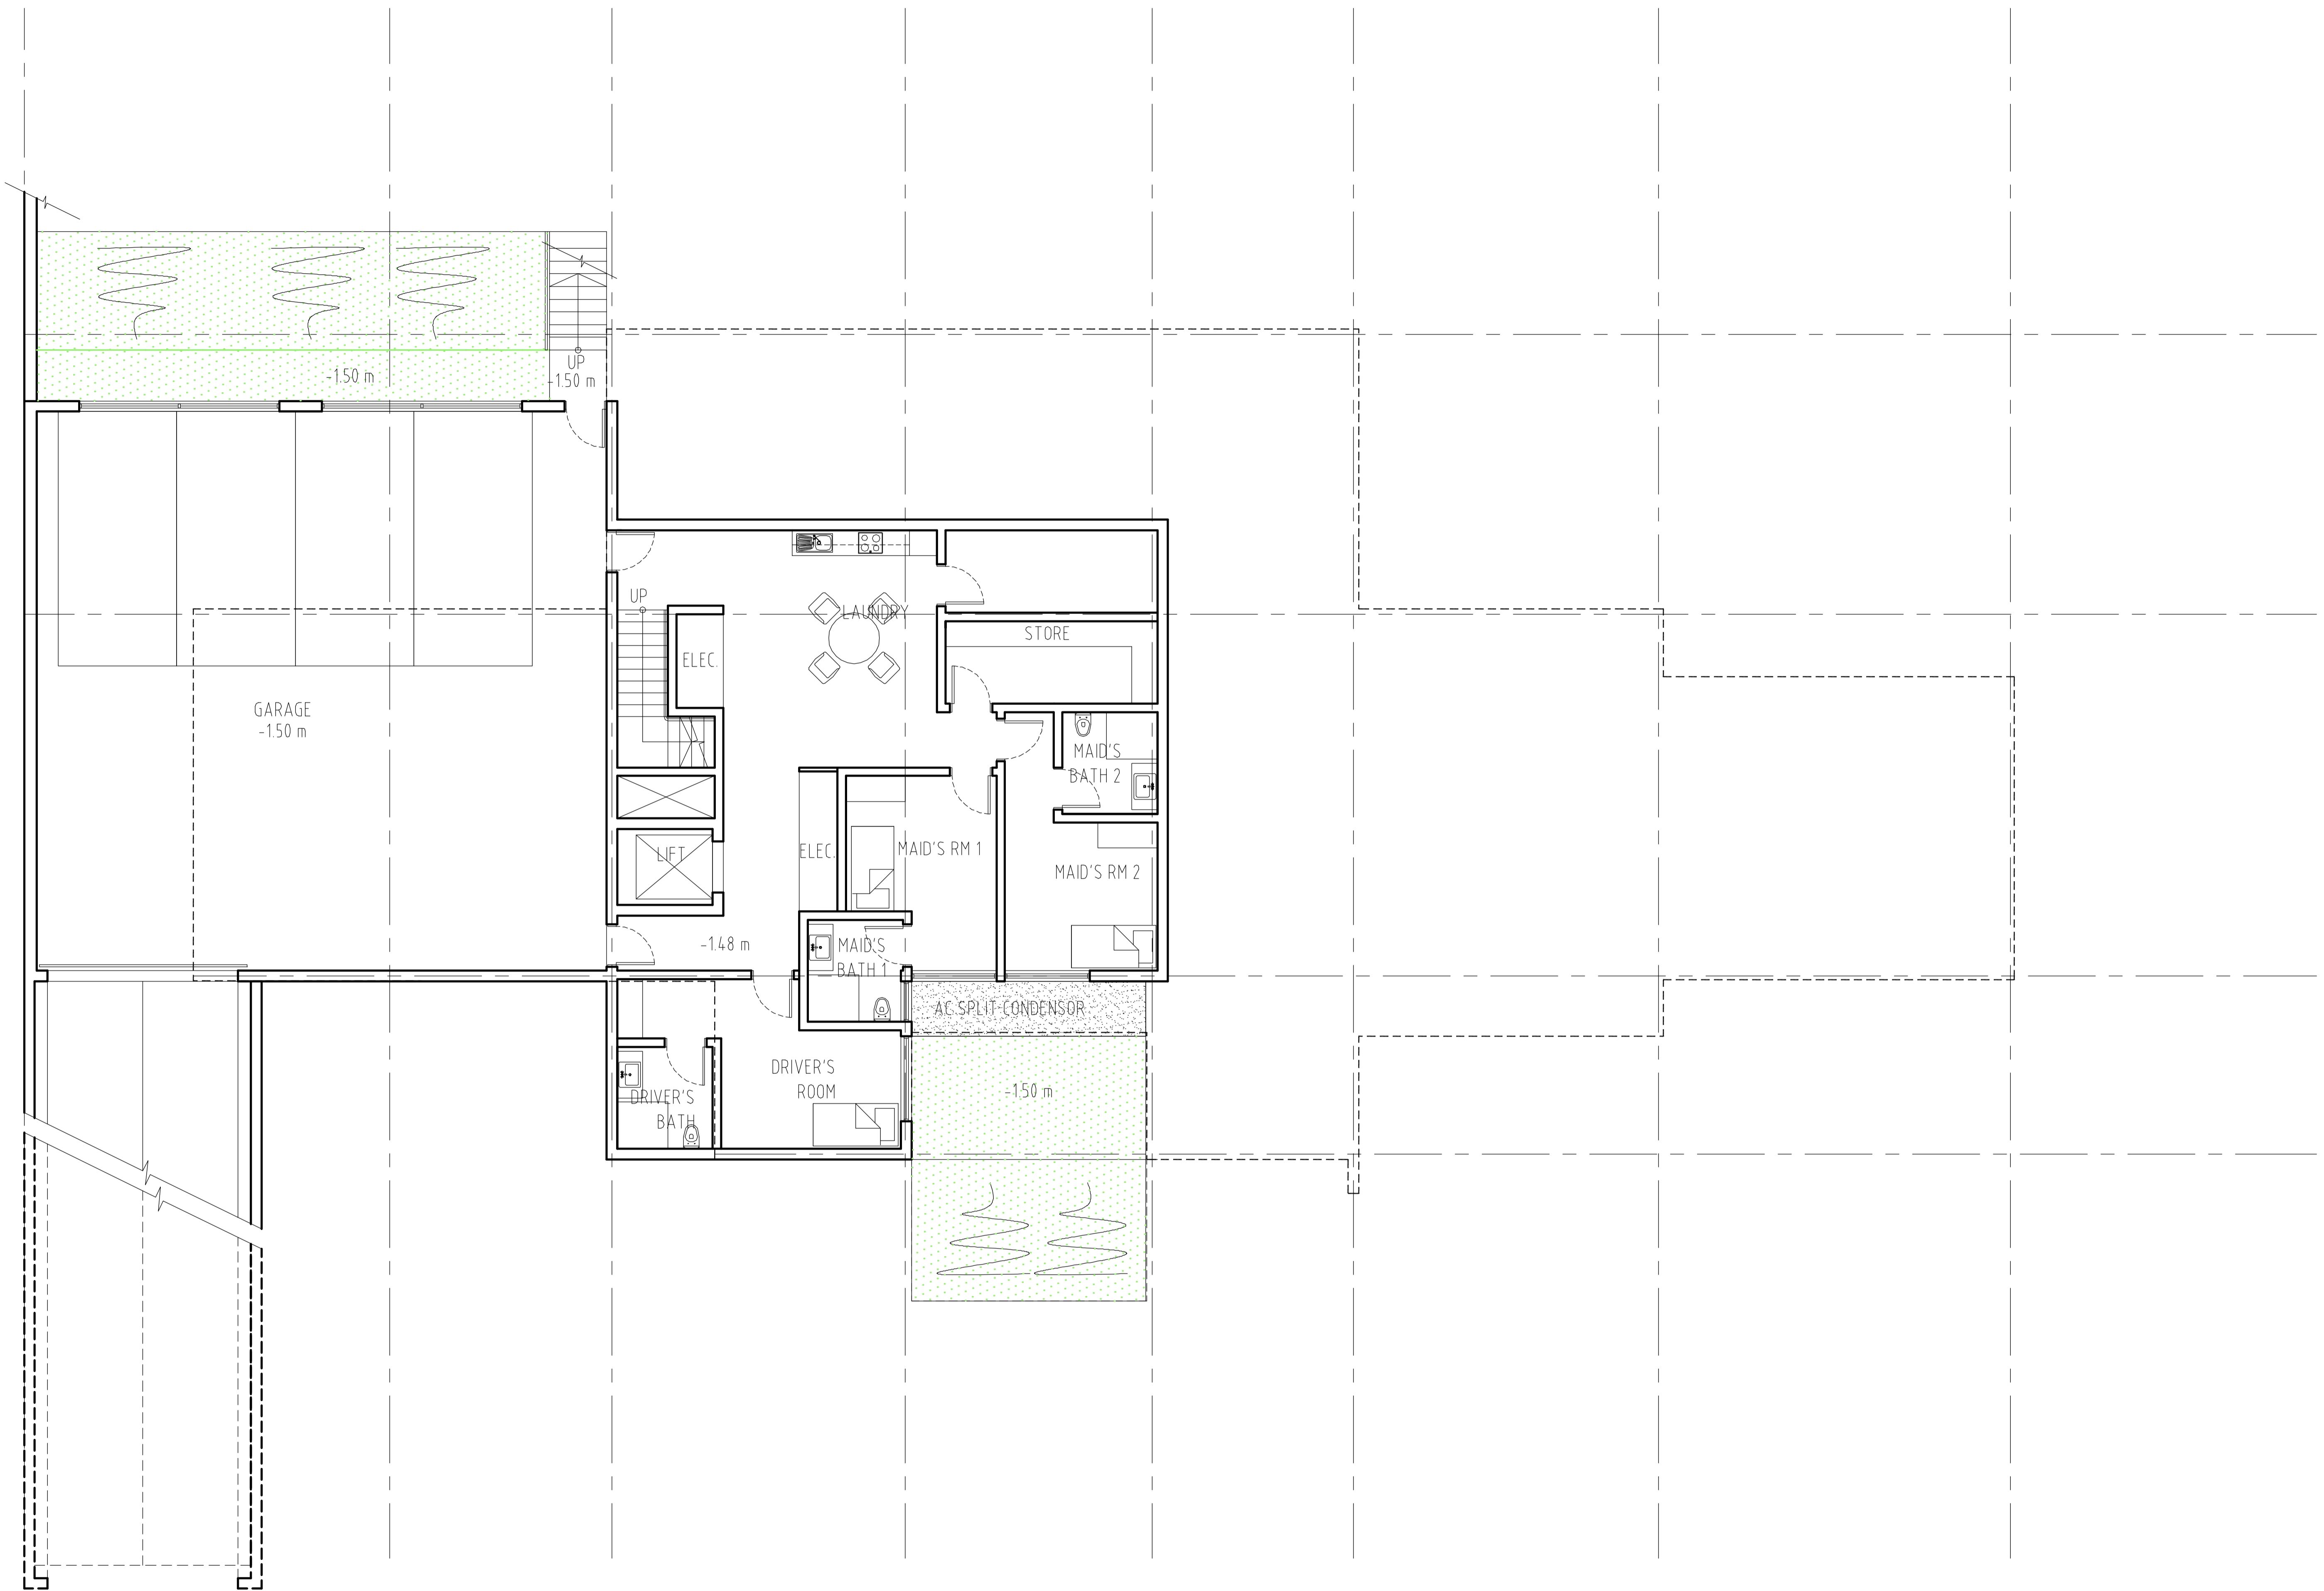 UP
-1.50 m
-1.50 m
UP
LAUNDRY
STORE
ELEC.
GARAGE
-1.50 m
MAID'S
BATH 2
LIFT
ELEC.
MAID'S RM 1
MAID'S RM 2
-1.48 m
MAID'S
BATH 1
AC SPLIT CONDENSOR
DRIVER'S
ROOM
-1.50 m
DRIVER'S
BATH